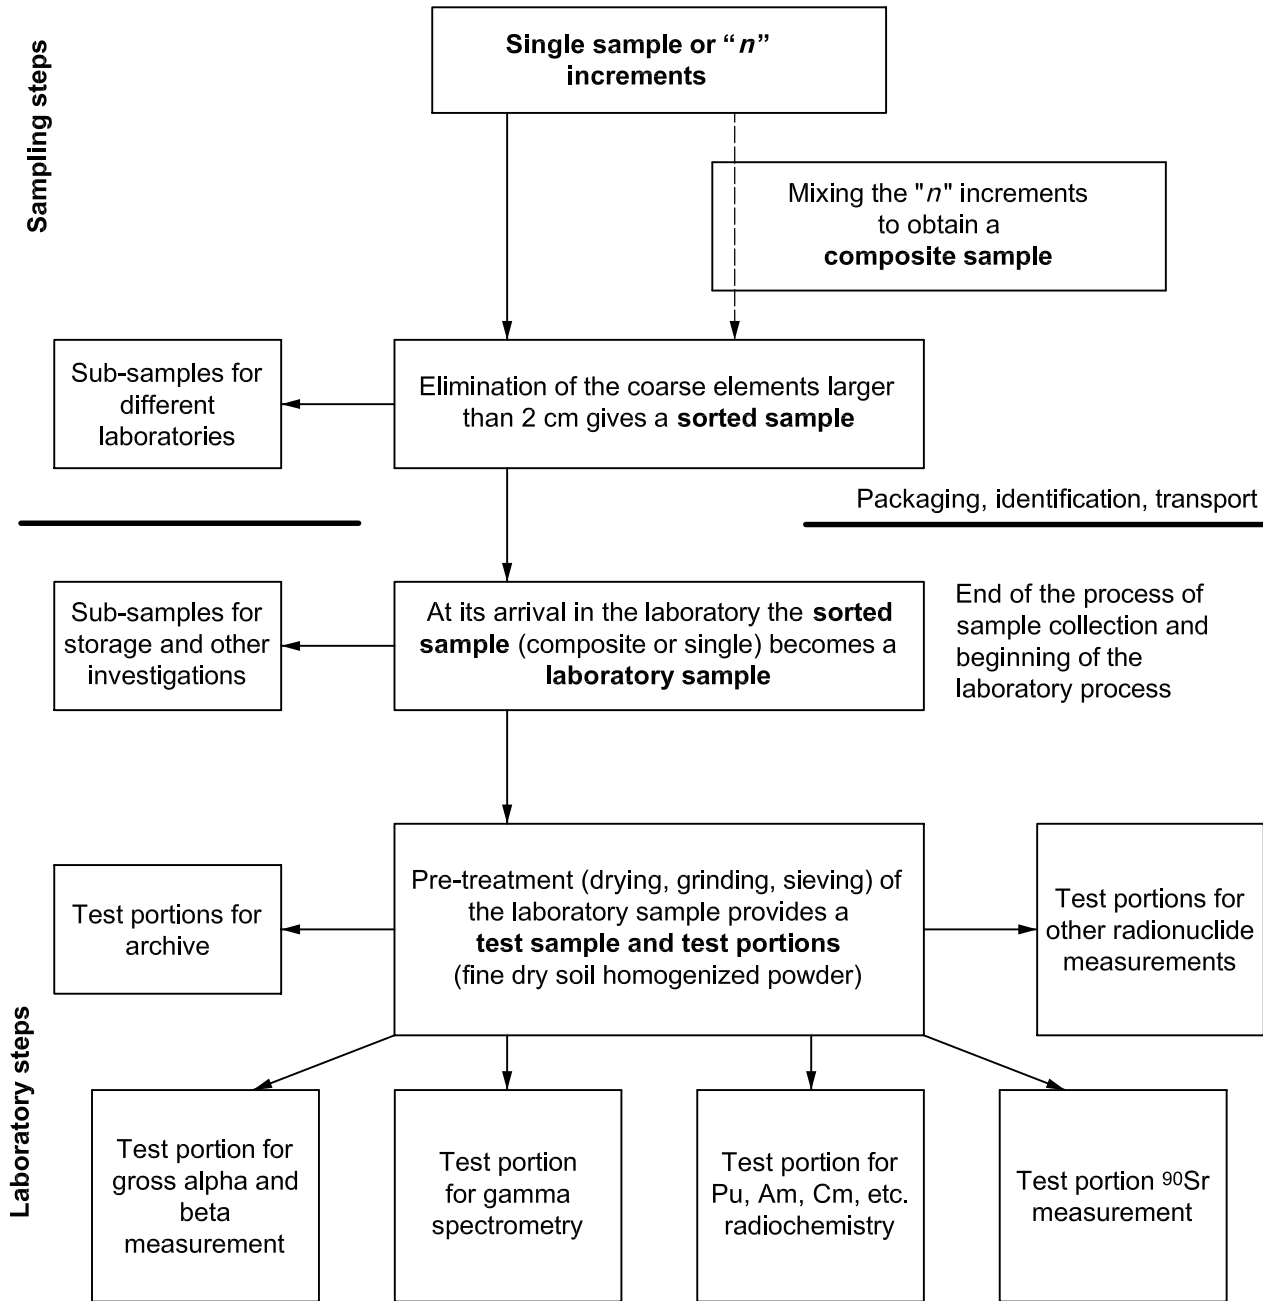 Sampling steps
Single sample or “n”
increments
Mixing the "n" increments
to obtain a
composite sample
Sub-samples for
different
laboratories
Elimination of the coarse elements larger
than 2 cm gives a sorted sample
Packaging, identification, transport
Sub-samples for
storage and other
investigations
At its arrival in the laboratory the sorted
sample (composite or single) becomes a
laboratory sample
End of the process of
sample collection and
beginning of the
laboratory process
Laboratory steps
Test portions for
archive
Pre-treatment (drying, grinding, sieving) of
the laboratory sample provides a
test sample and test portions
(fine dry soil homogenized powder)
Test portions for
other radionuclide
measurements
Test portion for
gross alpha and
beta
measurement
Test portion
for gamma
spectrometry
Test portion for
Pu, Am, Cm, etc.
radiochemistry
Test portion ⁹⁰Sr
measurement